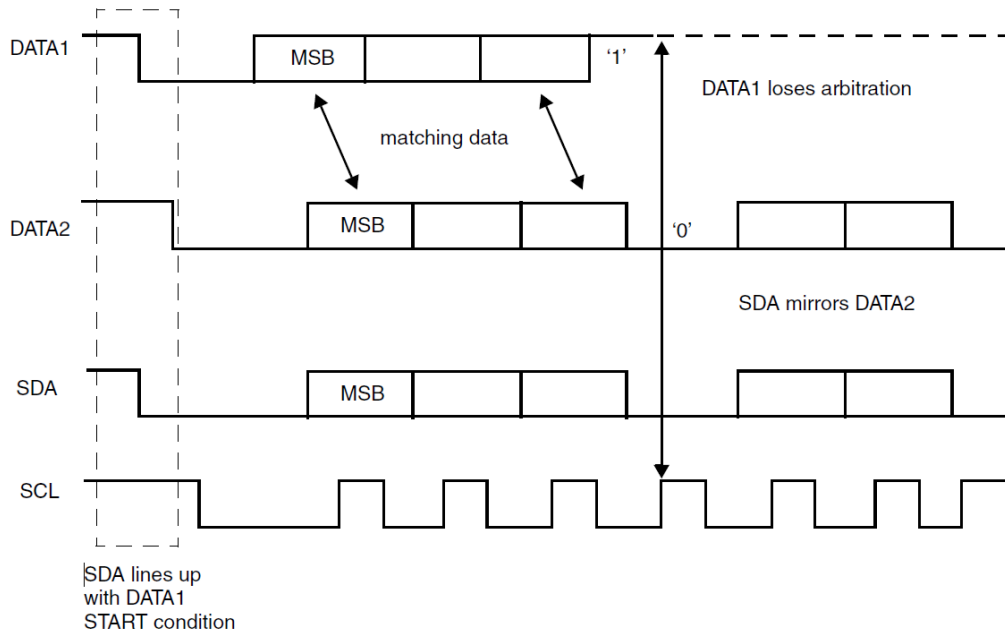 DATA1
MSB
‘1’
DATA1 loses arbitration
matching data
DATA2
MSB
‘0’
SDA mirrors DATA2
SDA
MSB
SCL
SDA lines up
with DATA1
START condition